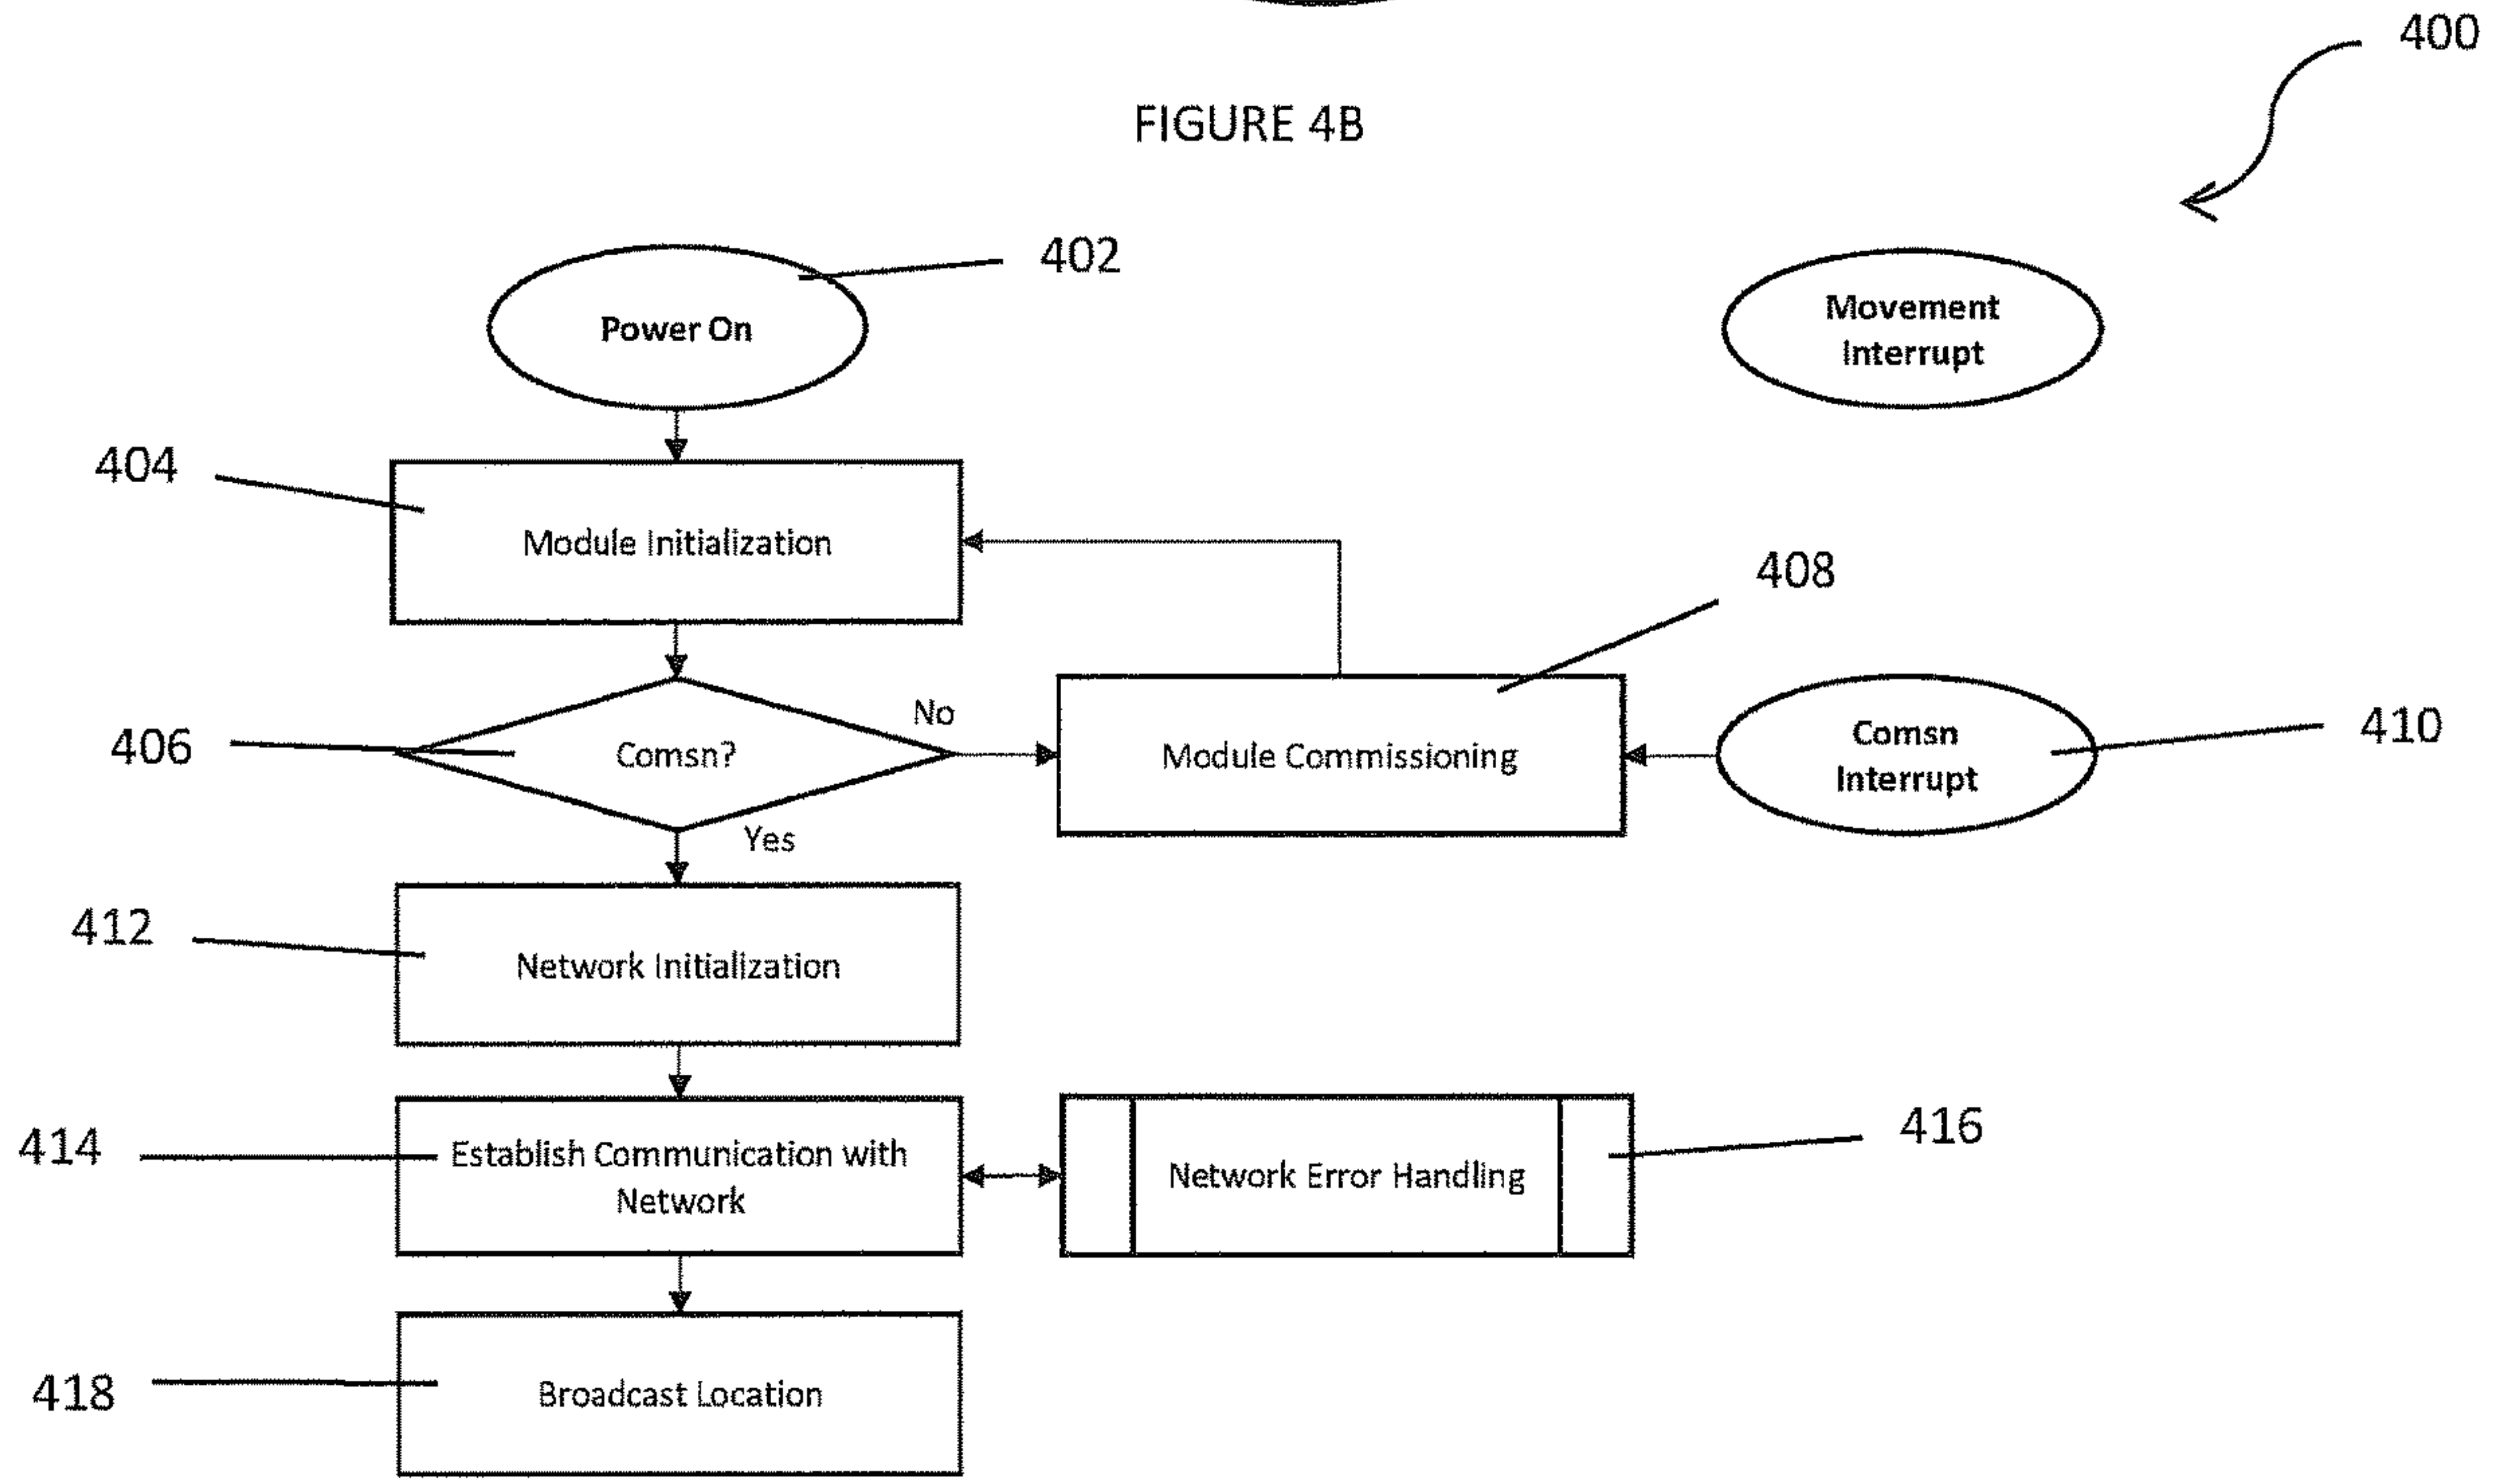 400
FIGURE 4B
402
Power On
Movement
Interrupt
404
Module Initialization
408
406
Comsn?
No
Yes
Module Commissioning
Comsn
Interrupt
410
412
Network Initialization
414
Establish Communication with
Network
Network Error Handling
416
418
Broadcast Location